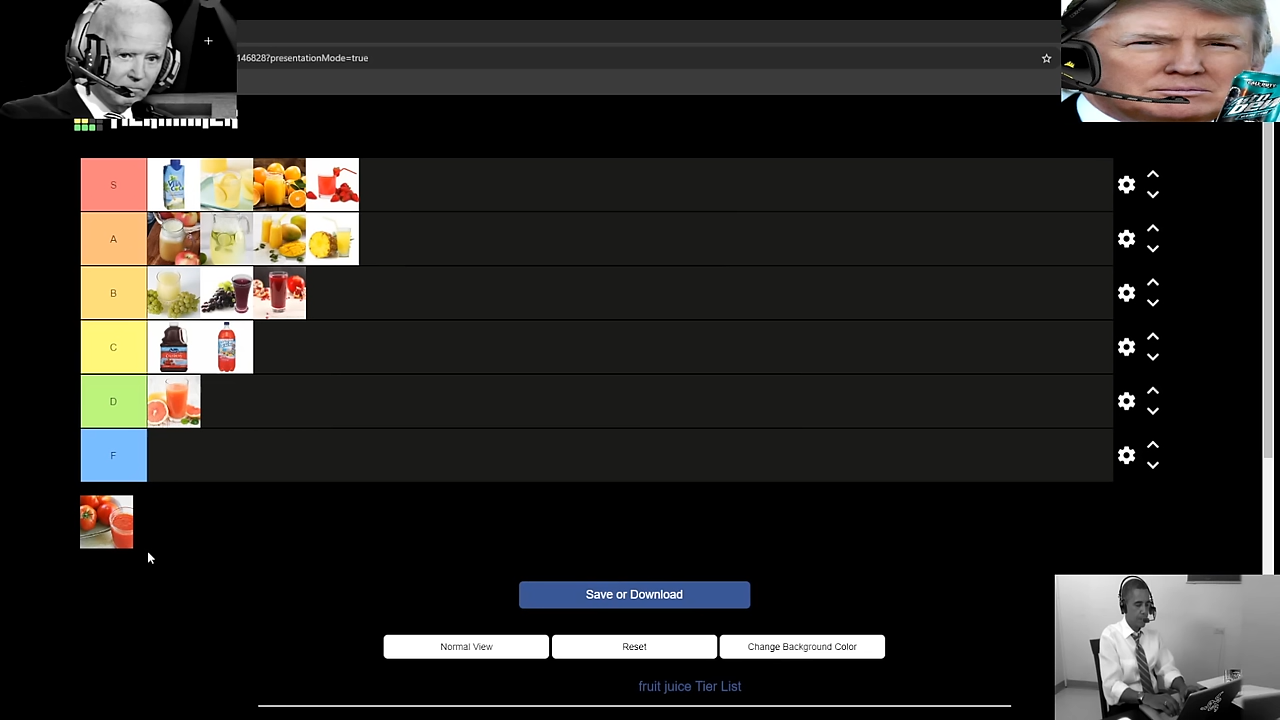 146828?presentationMode=true
S
A
B
C
D
F
Save or Download
Normal View
Reset
Change Background Color
fruit juice Tier List